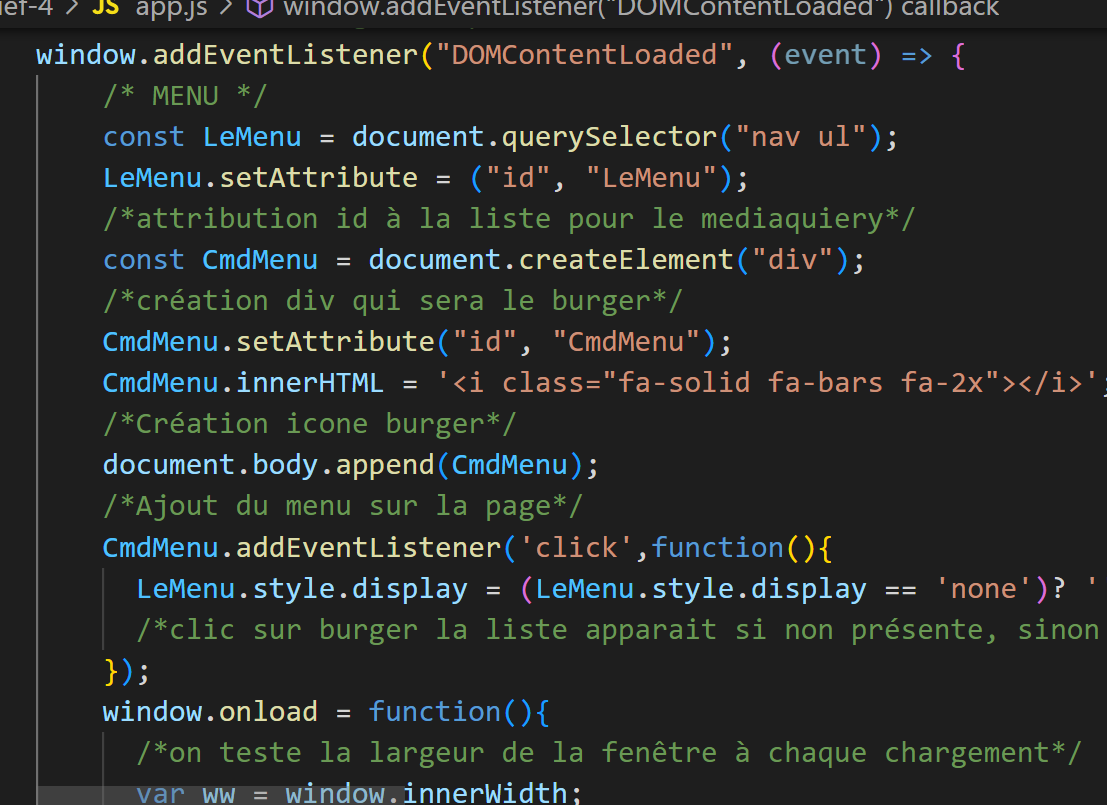 ief-4 > JS app.js > window.addEventListener("DOMContentLoaded") callback
window.addEventListener("DOMContentLoaded", (event) => {
/* MENU */
const LeMenu = document.querySelector("nav ul");
LeMenu.setAttribute = ("id", "LeMenu");
/*attribution id à la liste pour le mediaquiery*/
const CmdMenu = document.createElement("div");
/*création div qui sera le burger*/
CmdMenu.setAttribute("id", "CmdMenu");
CmdMenu.innerHTML = '<i class="fa-solid fa-bars fa-2x"></i>';
/*Création icone burger*/
document.body.append(CmdMenu);
/*Ajout du menu sur la page*/
CmdMenu.addEventListener('click',function(){
LeMenu.style.display = (LeMenu.style.display == 'none')? '
/*clic sur burger la liste apparait si non présente, sinon
});
window.onload = function(){
/*on teste la largeur de la fenêtre à chaque chargement*/
var ww = window.innerWidth;